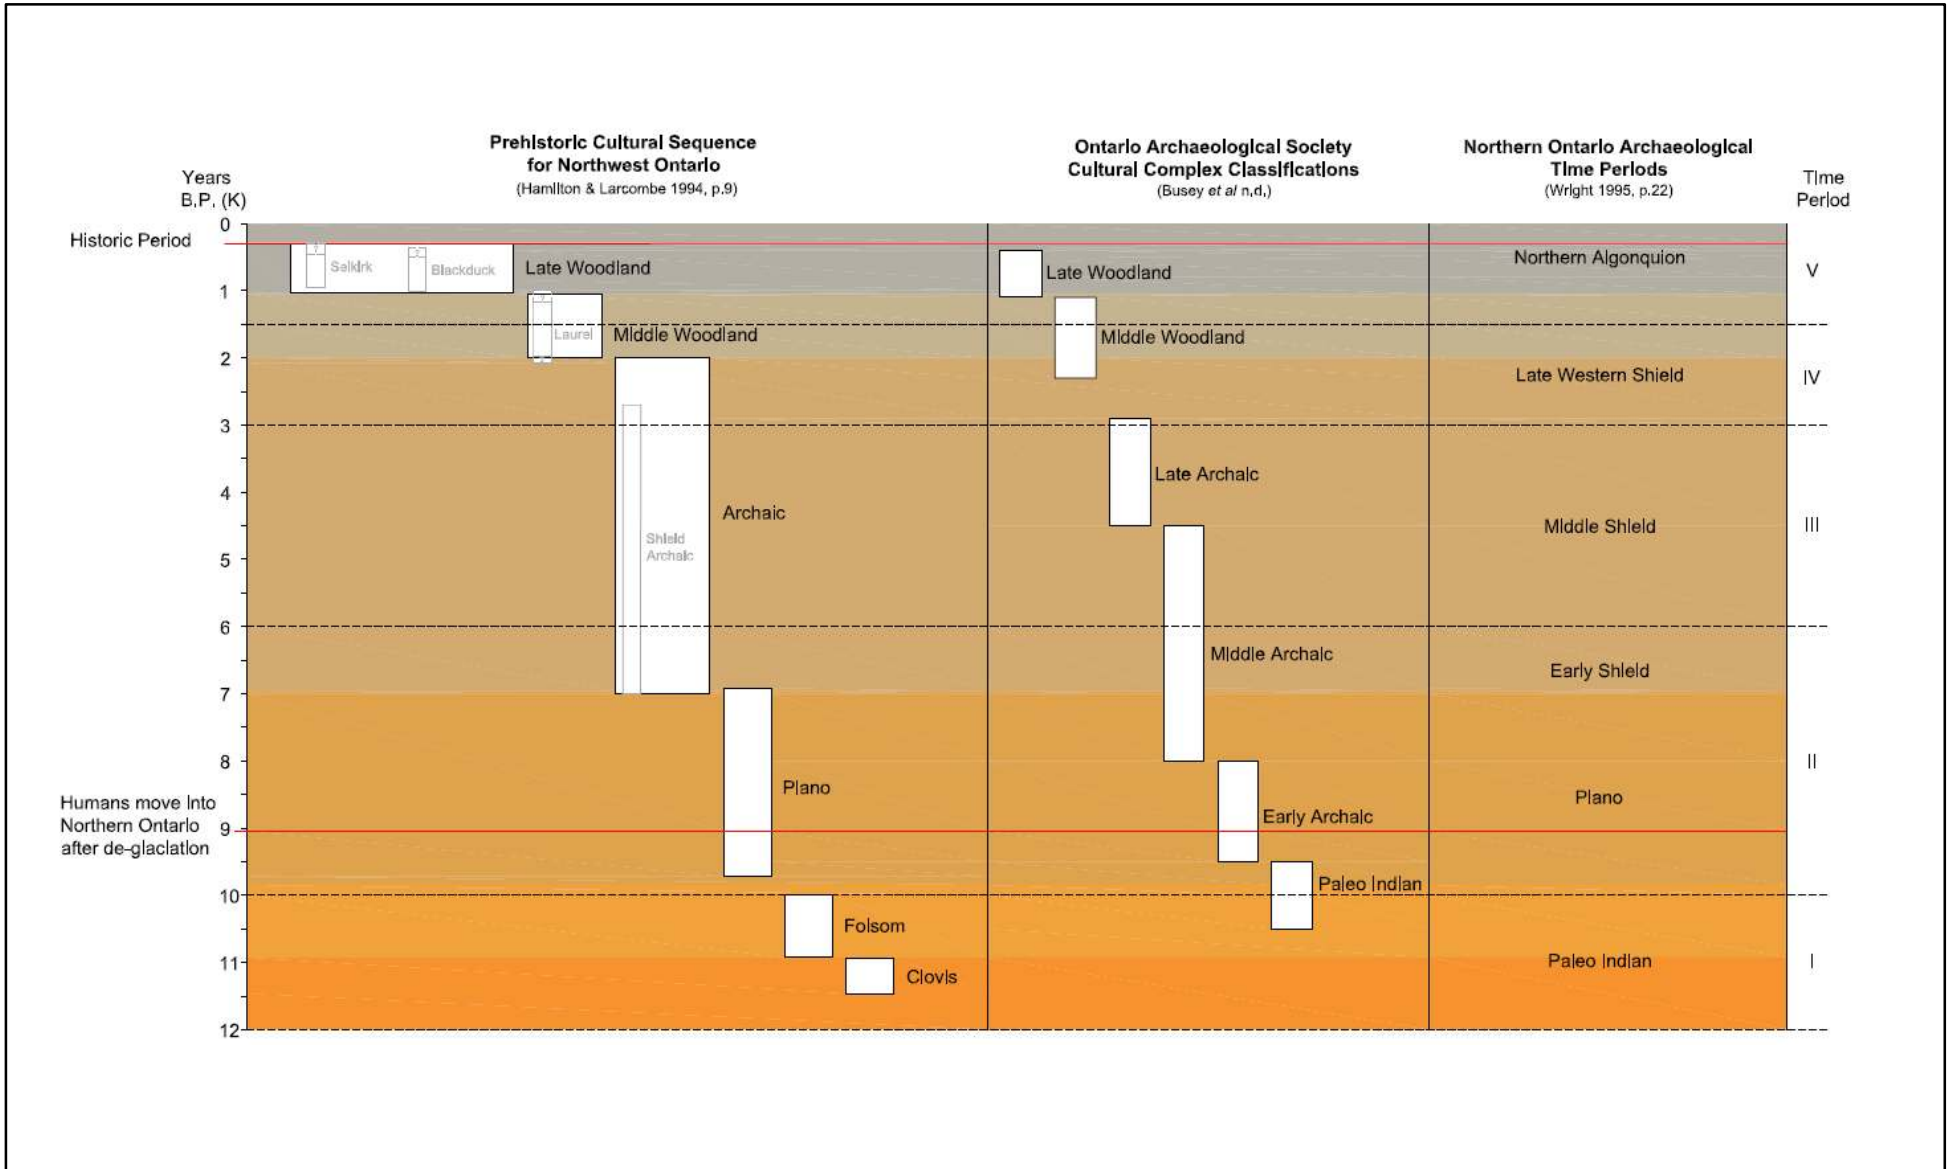 Prehistoric Cultural Sequence
for Northwest Ontario
(Hamilton & Larcombe 1994, p.9)
Ontario Archaeological Society
Cultural Complex Classifications
(Busey et al n.d.)
Northern Ontario Archaeological
Time Periods
(Wright 1995, p.22)
Years
B.P. (K)
Time
Period
0
Historic Period
Selkirk
Blackduck
Late Woodland
Late Woodland
Northern Algonquion
V
1
?
?
?
Laurel
Middle Woodland
Middle Woodland
2
Late Western Shield
IV
3
Late Archaic
4
Archaic
Middle Shield
III
Shield
Archaic
5
6
Middle Archaic
Early Shield
7
8
II
Plano
Plano
Humans move into
Northern Ontario
after de-glaciation
9
Early Archaic
Paleo Indian
10
Folsom
11
Paleo Indian
I
Clovis
12